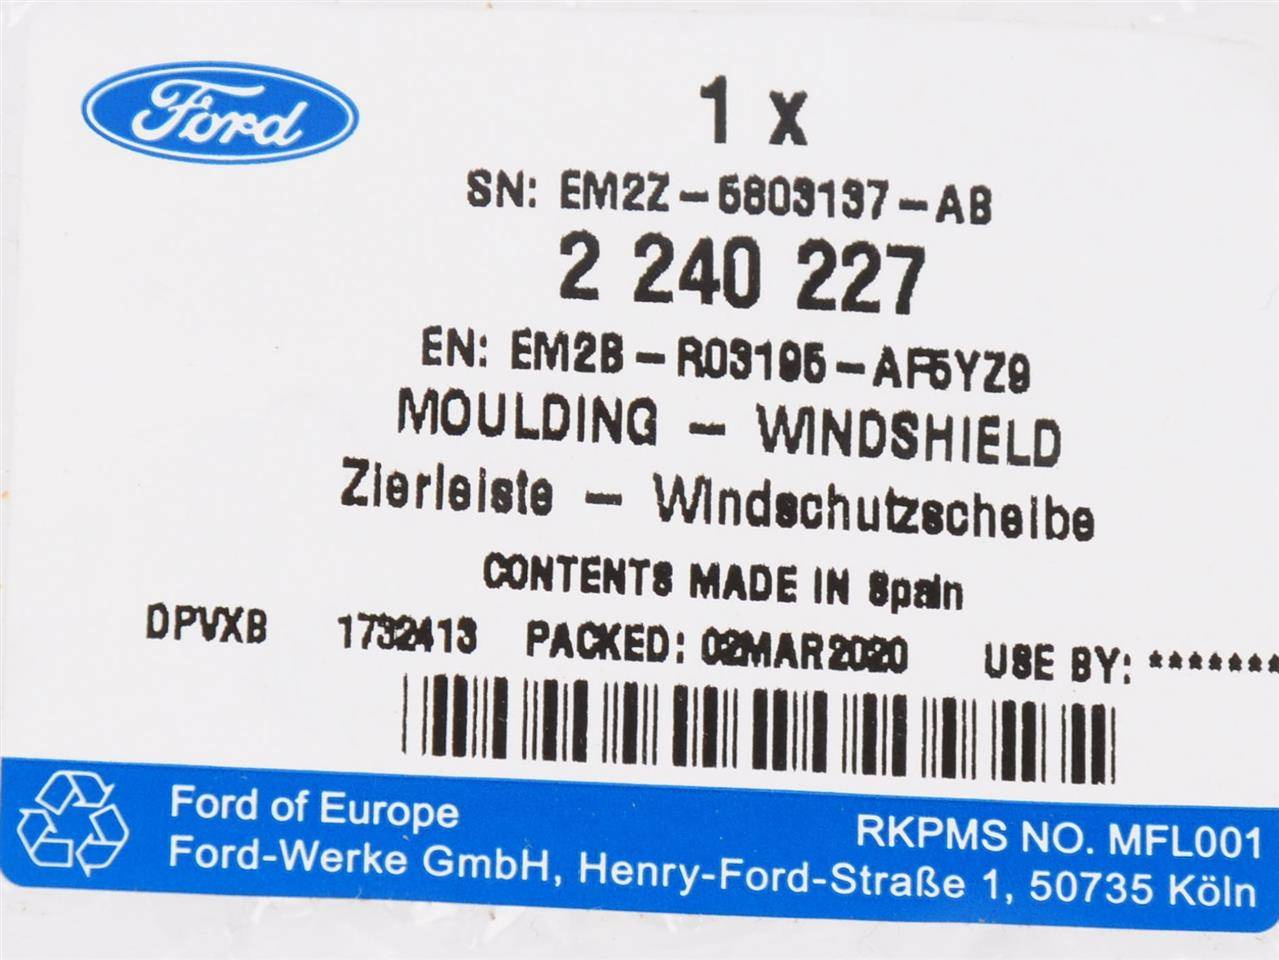 Ford
1 x
SN: EM2Z-5803137-AB
2 240 227
EN: EM2B-R03195-AF5YZ9
MOULDING - WINDSHIELD
Zierleiste - Windschutzscheibe
CONTENTS MADE IN Spain
DPVXB 1732413 PACKED: 02MAR2020 USE BY: *******
Ford of Europe
RKPMS NO. MFL001
Ford-Werke GmbH, Henry-Ford-Straße 1, 50735 Köln